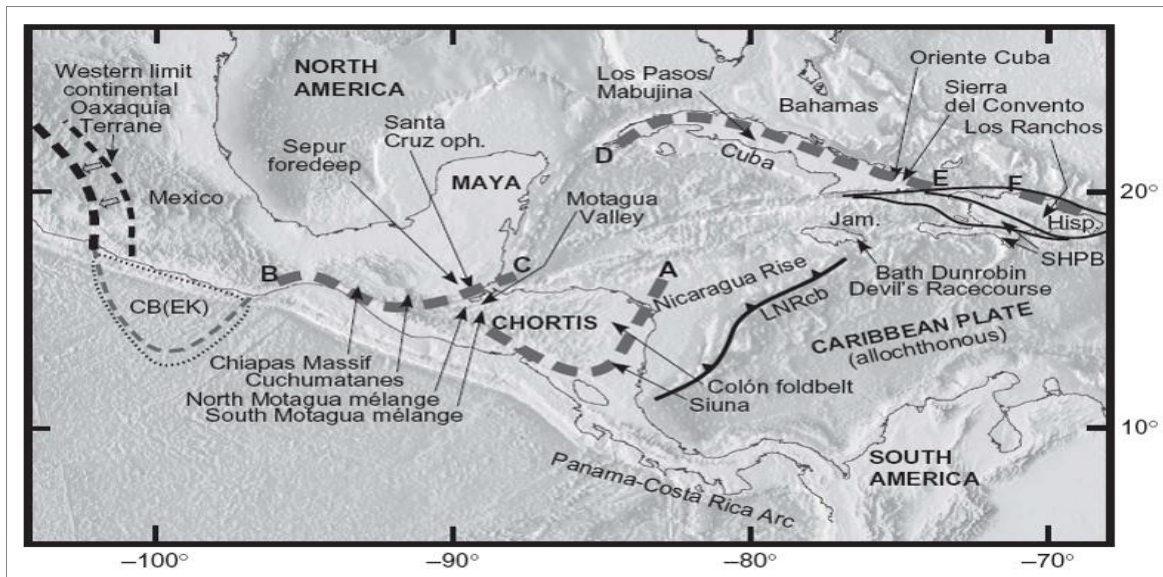 Western limit
continental
Oaxaquia
Terrane
NORTH
AMERICA
Sepur
foredeep
Santa
Cruz oph.
MAYA
Motagua
Valley
Los Pasos/
Mabujina
Bahamas
Oriente Cuba
Sierra
del Convento
Los Ranchos
D
Cuba
E
F
20°
Mexico
Jam.
Hisp.
SHPB
B
C
A
Nicaragua Rise
LNRcb
Bath Dunrobin
Devil's Racecourse
CB(EK)
CHORTIS
CARIBBEAN PLATE
(allochthonous)
Chiapas Massif
Cuchumatanes
North Motagua mélange
South Motagua mélange
Colón foldbelt
Siuna
10°
SOUTH
AMERICA
Panama-Costa Rica Arc
–100°
–90°
–80°
–70°